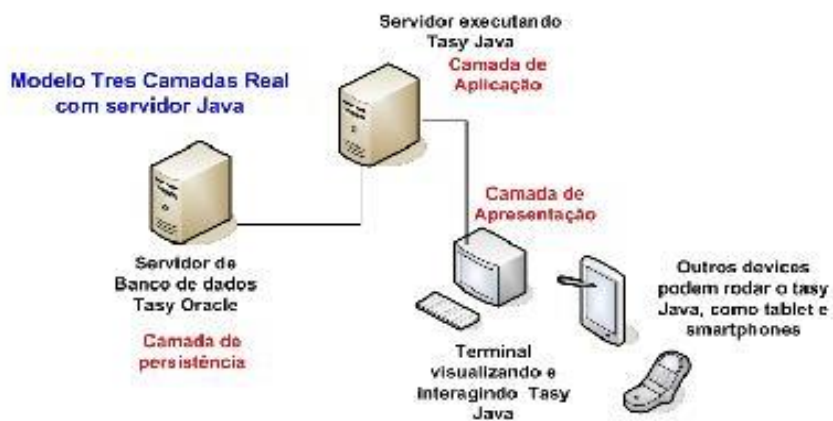 Servidor executando
Tasy Java
Camada de
Aplicação
Modelo Tres Camadas Real
com servidor Java
Camada de
Apresentação
Servidor de
Banco de dados
Tasy Oracle
Camada de
persistência
Outros devices
podem rodar o tasy
Java, como tablet e
smartphones
Terminal
visualizando e
interagindo Tasy
Java